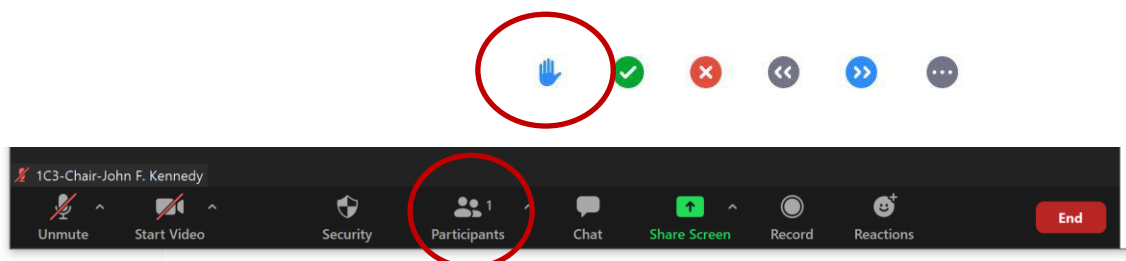 1C3-Chair-John F. Kennedy
1
Unmute Start Video Security Participants Chat Share Screen Record Reactions End